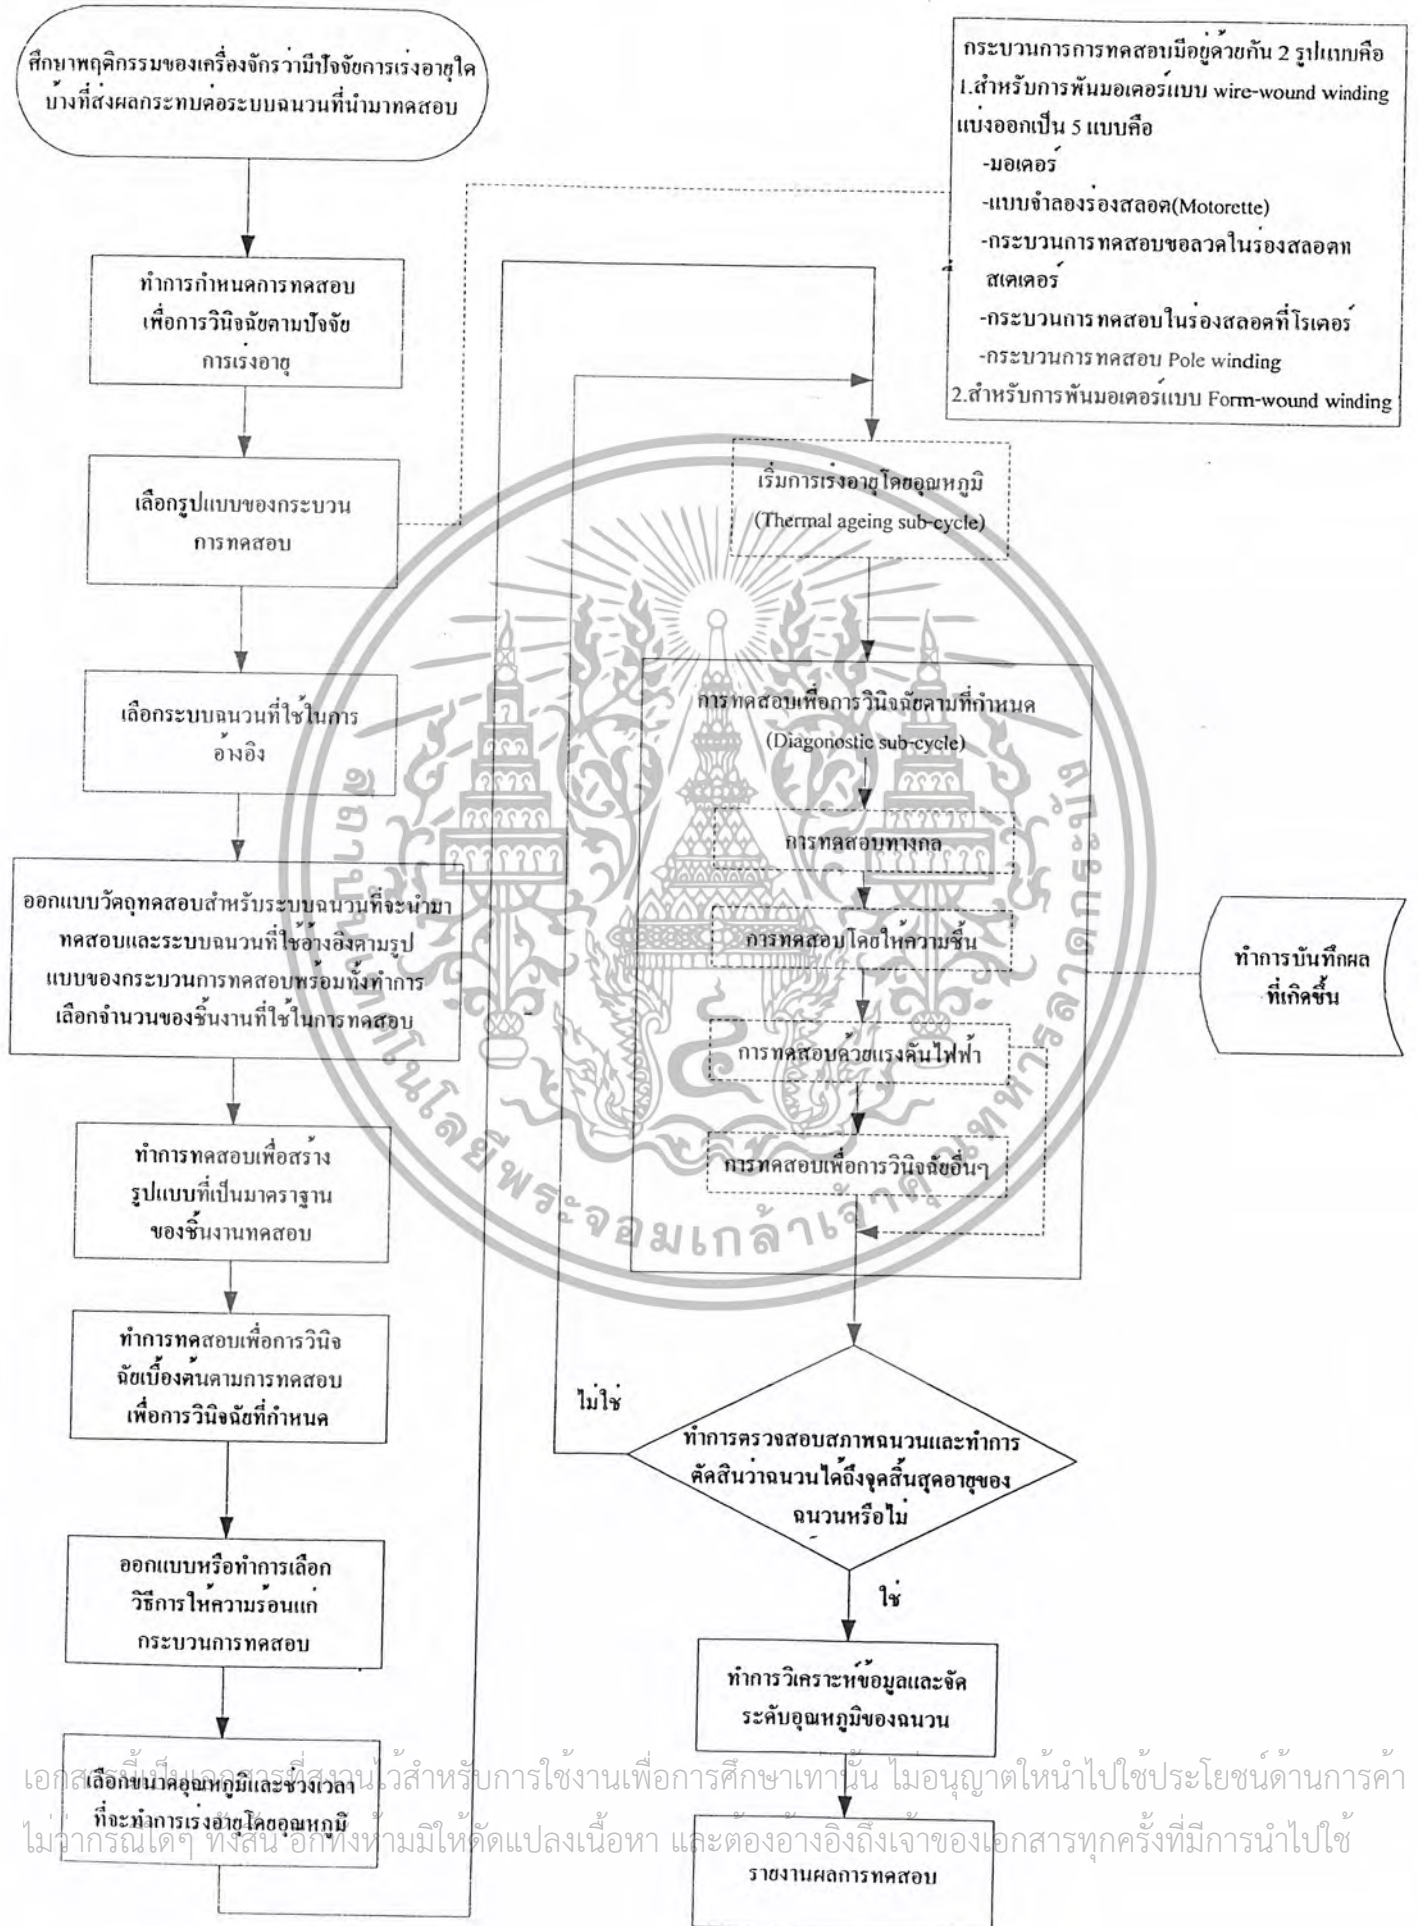 ศึกษาพฤติกรรมของเครื่องจักรว่ามีปัจจัยการเร่งอายุใด
บ้างที่ส่งผลกระทบต่อระบบฉนวนที่นำมาทดสอบ
ทำการกำหนดการทดสอบ
เพื่อการวินิจฉัยตามปัจจัย
การเร่งอายุ
เลือกรูปแบบของกระบวน
การทดสอบ
เลือกระบบฉนวนที่ใช้ในการ
อ้างอิง
ออกแบบวัตถุทดสอบสำหรับระบบฉนวนที่จะนำมา
ทดสอบและระบบฉนวนที่ใช้อ้างอิงตามรูป
แบบของกระบวนการทดสอบพร้อมทั้งทำการ
เลือกจำนวนของชิ้นงานที่ใช้ในการทดสอบ
ทำการทดสอบเพื่อสร้าง
รูปแบบที่เป็นมาตราฐาน
ของชิ้นงานทดสอบ
ทำการทดสอบเพื่อการวินิจ
ฉัยเบื้องต้นตามการทดสอบ
เพื่อการวินิจฉัยที่กำหนด
ออกแบบหรือทำการเลือก
วิธีการให้ความร้อนแก่
กระบวนการทดสอบ
เลือกขนาดอุณหภูมิและช่วงเวลา
ที่จะทำการเร่งอายุโดยอุณหภูมิ
กระบวนการการทดสอบมีอยู่ด้วยกัน 2 รูปแบบคือ
1.สำหรับการพันมอเตอร์แบบ wire-wound winding
แบ่งออกเป็น 5 แบบคือ
-มอเตอร์
-แบบจำลองร่องสลอต(Motorette)
-กระบวนการทดสอบขอลวดในร่องสลอตท
ี่
สเตเตอร์
-กระบวนการทดสอบในร่องสลอตที่โรเตอร์
-กระบวนการทดสอบ Pole winding
2.สำหรับการพันมอเตอร์แบบ Form-wound winding
เริ่มการเร่งอายุโดยอุณหภูมิ
(Thermal ageing sub-cycle)
การทดสอบเพื่อการวินิจฉัยตามที่กำหนด
(Diagonostic sub-cycle)
การทดสอบทางกล
การทดสอบโดยให้ความชื้น
การทดสอบด้วยแรงดันไฟฟ้า
การทดสอบเพื่อการวินิจฉัยอื่นๆ
ทำการบันทึกผล
ที่เกิดขึ้น
ไม่ใช่
ทำการตรวจสอบสภาพฉนวนและทำการ
ตัดสินว่าฉนวนได้ถึงจุดสิ้นสุดอายุของ
ฉนวนหรือไม่
ใช่
ทำการวิเคราะห์ข้อมูลและจัด
ระดับอุณหภูมิของฉนวน
รายงานผลการทดสอบ
สถาบันเทคโนโลยีพระจอมเกล้าเจ้าคุณทหารลาดกระบัง
เอกสารนี้เป็นเอกสารที่สงวนไว้สำหรับการใช้งานเพื่อการศึกษาเท่านั้น ไม่อนุญาตให้นำไปใช้ประโยชน์ด้านการค้า
ไม่ว่ากรณีใดๆ ทั้งสิ้น อีกทั้งห้ามมิให้ดัดแปลงเนื้อหา และต้องอ้างอิงถึงเจ้าของเอกสารทุกครั้งที่มีการนำไปใช้